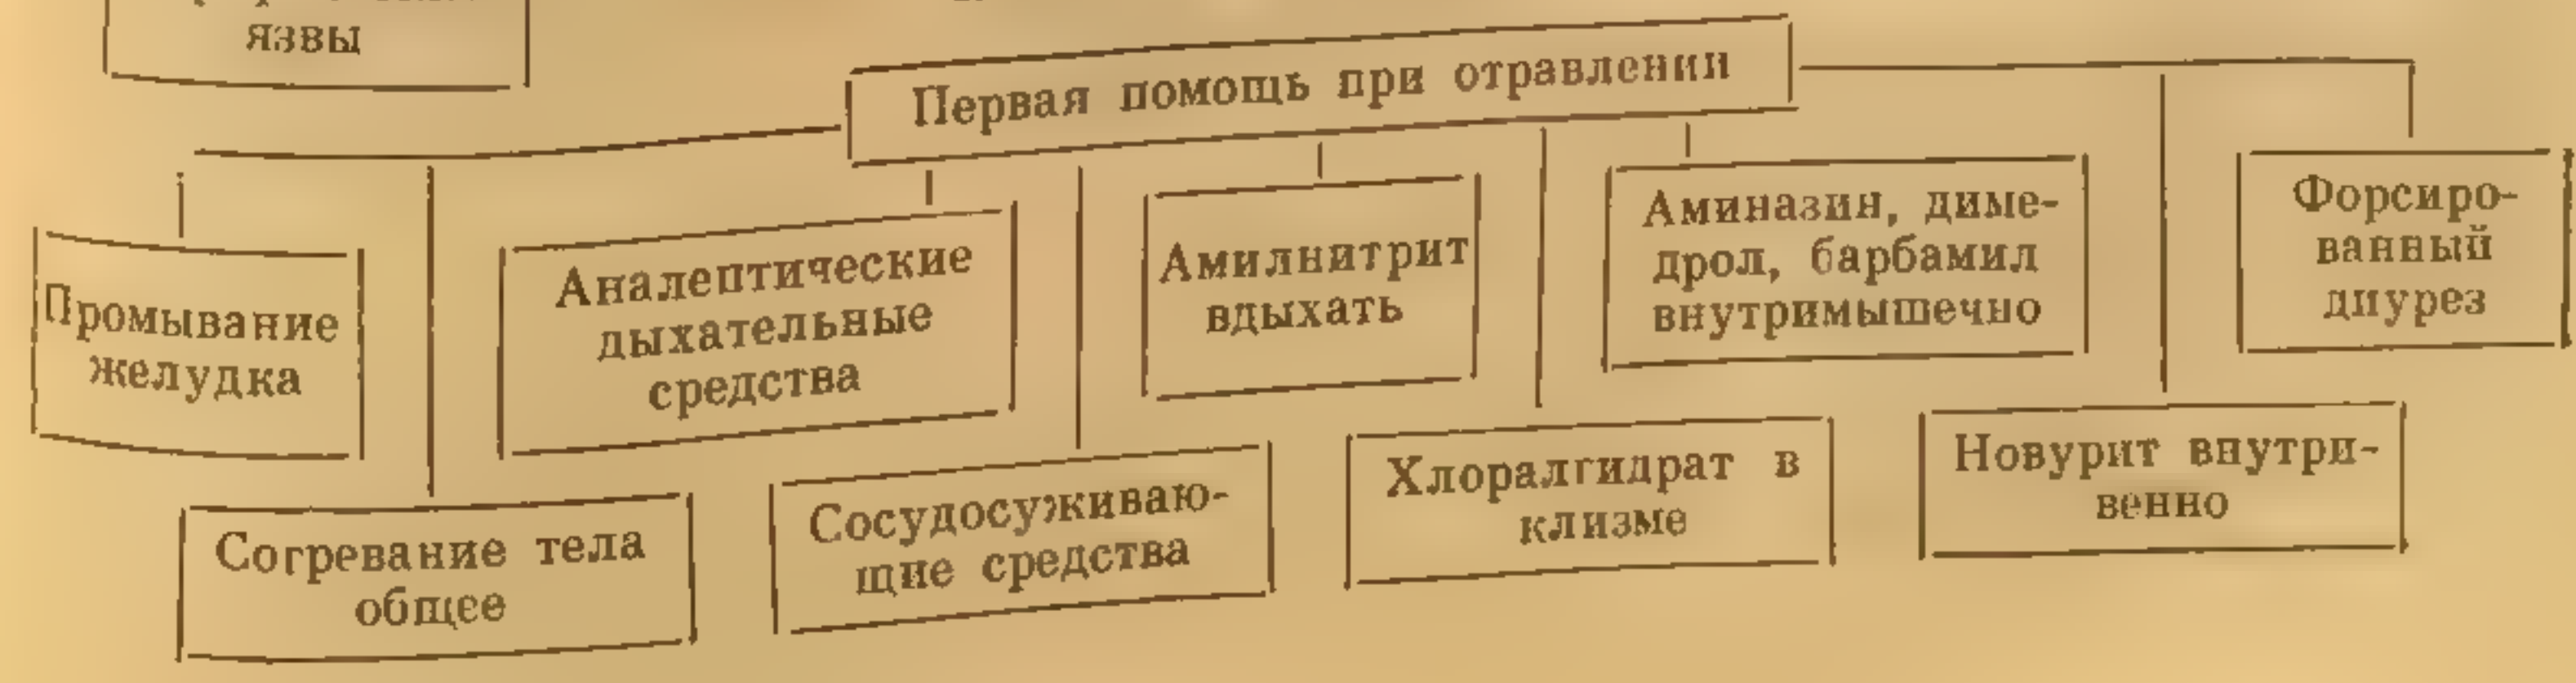 язвы
Первая помощь при отравлении
Промывание
желудка
Аналептические
дыхательные
средства
Амилнитрит
вдыхать
Аминазин, диме-
дрол, барбамил
внутримышечно
Форсиро-
ванный
диурез
Согревание тела
общее
Сосудосуживаю-
щие средства
Хлоралгидрат в
клизме
Новурит внутри-
венно